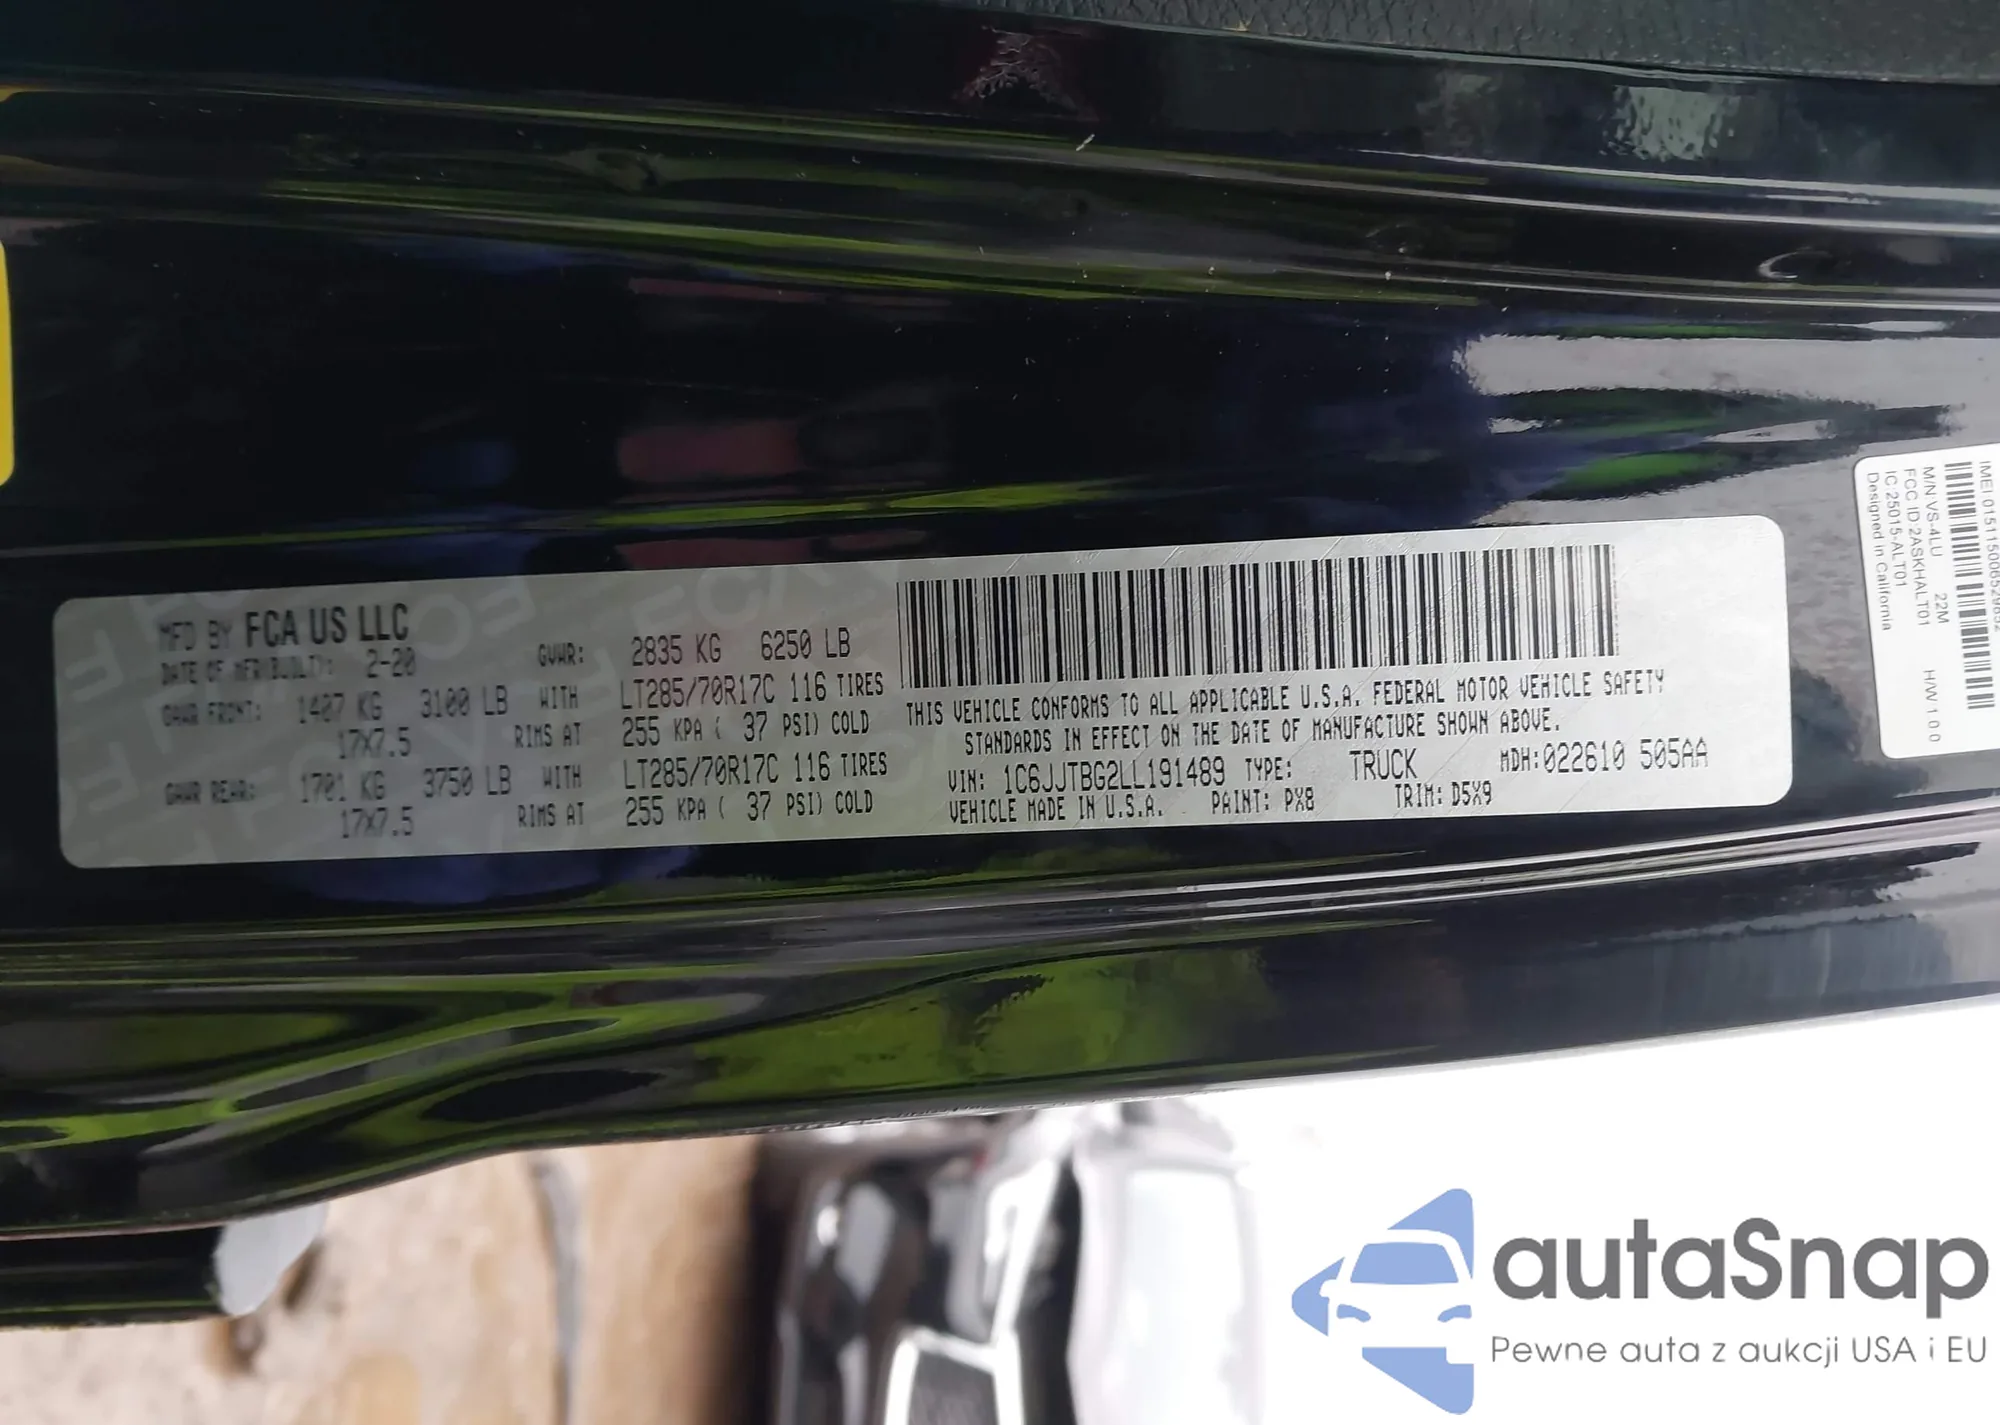 MFD BY FCA US LLC
DATE OF MFR(BUILT): 2-20 GVWR: 2835 KG 6250 LB
GAWR FRONT: 1407 KG 3100 LB WITH LT285/70R17C 116 TIRES
17X7.5 RIMS AT 255 KPA ( 37 PSI) COLD
GAWR REAR: 1701 KG 3750 LB WITH LT285/70R17C 116 TIRES
17X7.5 RIMS AT 255 KPA ( 37 PSI) COLD
THIS VEHICLE CONFORMS TO ALL APPLICABLE U.S.A. FEDERAL MOTOR VEHICLE SAFETY
STANDARDS IN EFFECT ON THE DATE OF MANUFACTURE SHOWN ABOVE.
VIN: 1C6JJTBG2LL191489 TYPE: TRUCK MDH:022610 505AA
VEHICLE MADE IN U.S.A. PAINT: PX8 TRIM: D5X9
IMEI
M/N VS-4LU 22M H/W 1.0.0
FCC ID:2ASKHALT01
IC:25015-ALT01
Designed in California
autaSnap
Pewne auta z aukcji USA i EU